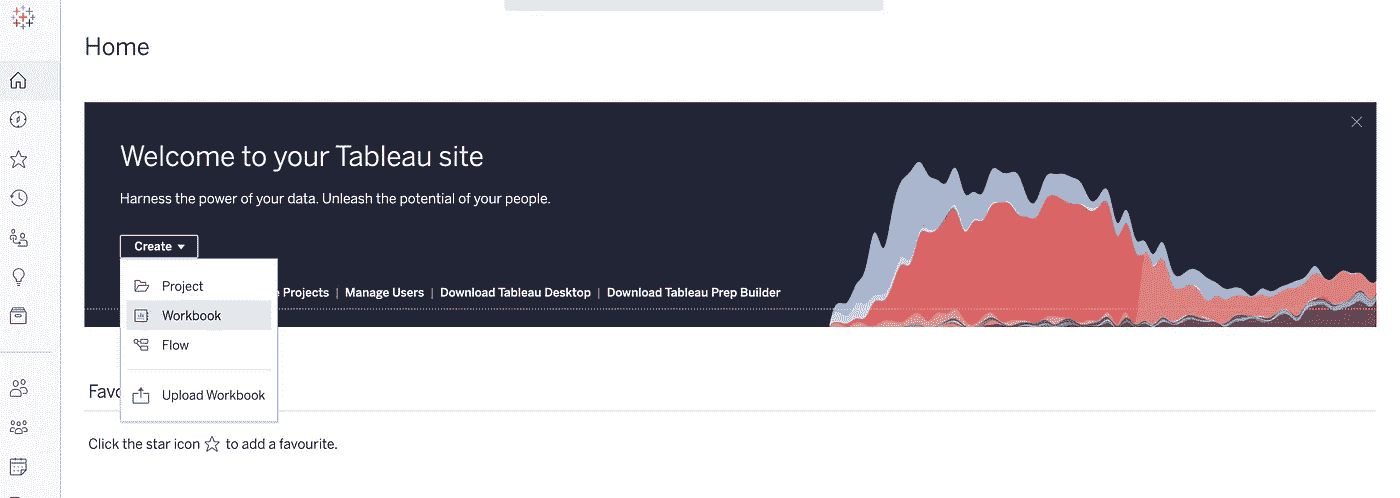 Home
Welcome to your Tableau site
Harness the power of your data. Unleash the potential of your people.
Create
Project
Projects | Manage Users | Download Tableau Desktop | Download Tableau Prep Builder
Workbook
Flow
Upload Workbook
Click the star icon to add a favourite.